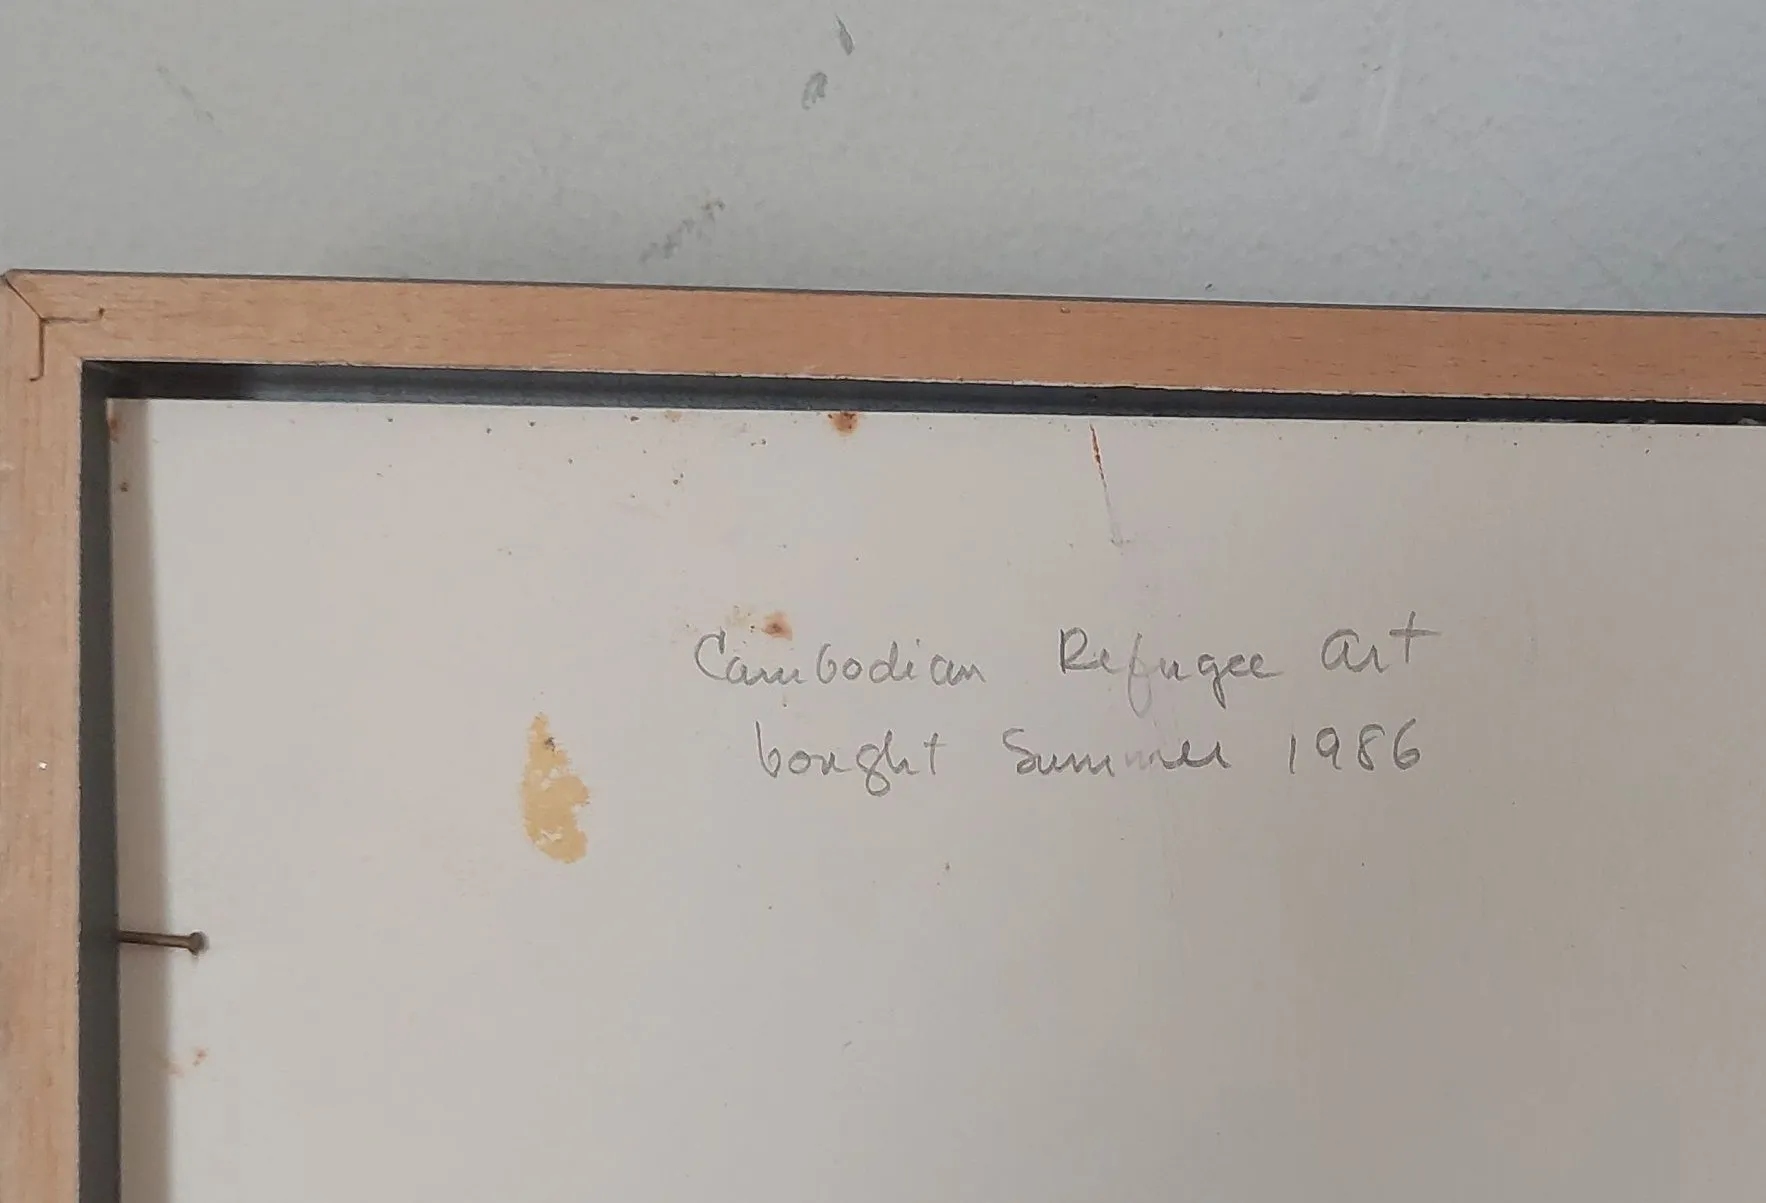 Cambodian Refugee Art
bought Summer 1986